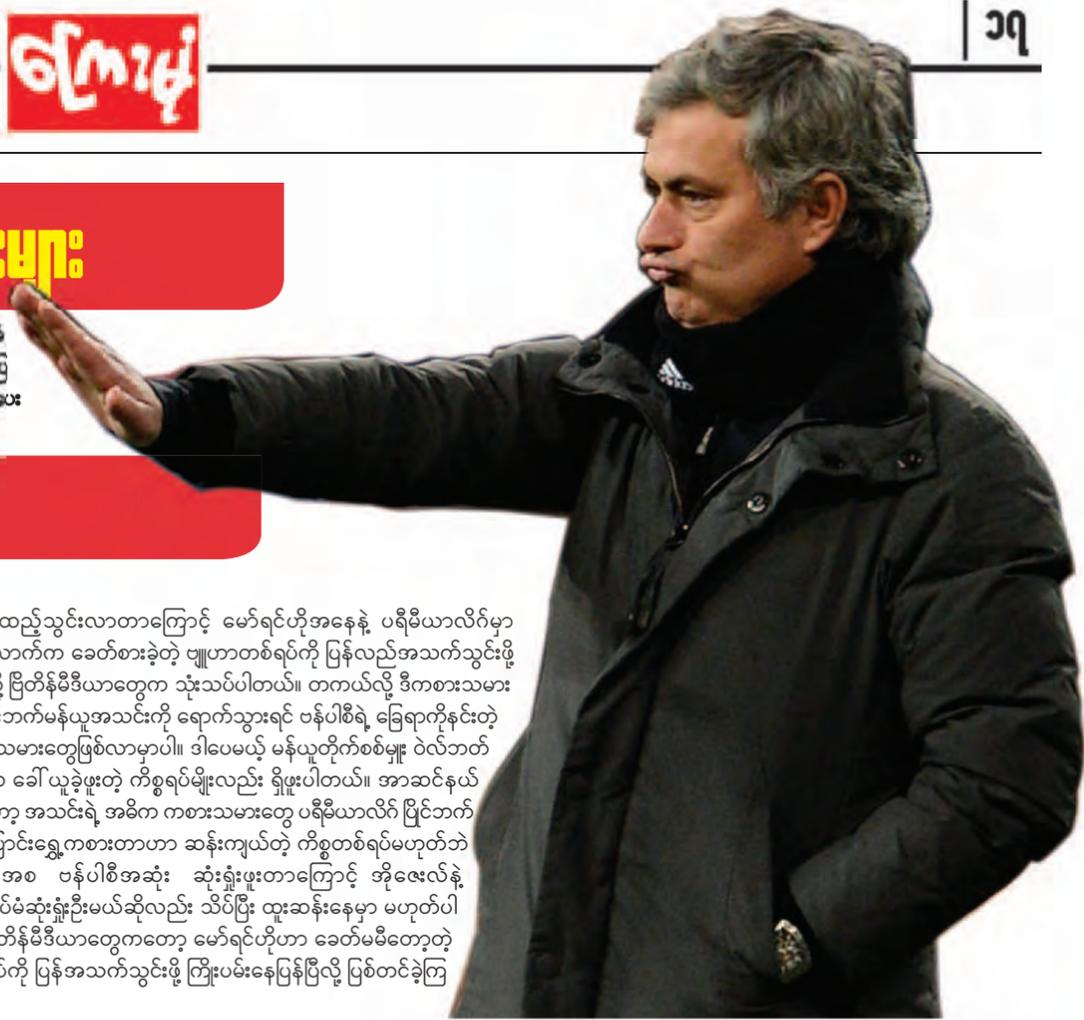 ကြေးမုံ
၁၇
းများ
ပေး
ထည့်သွင်းလာတာကြောင့် မော်ရင်ဟိုအနေနဲ့ ပရီမီယာလိဂ်မှာ
လောက်က ခေတ်စားခဲ့တဲ့ ဗျူဟာတစ်ရပ်ကို ပြန်လည်အသက်သွင်းဖို့
ဗြိတိန်မီဒီယာတွေက သုံးသပ်ပါတယ်။ တကယ်လို့ ဒီကစားသမား
ဘက်မန်ယူအသင်းကို ရောက်သွားရင် ဗန်ပါစီရဲ့ ခြေရာကိုနင်းတဲ့
သမားတွေဖြစ်လာမှာပါ။ ဒါပေမယ့် မန်ယူတိုက်စစ်မှူး ဝဲလ်ဘတ်
ခေါ်ယူခဲ့ဖူးတဲ့ ကိစ္စရပ်မျိုးလည်း ရှိဖူးပါတယ်။ အာဆင်နယ်
အသင်းရဲ့ အဓိက ကစားသမားတွေ ပရီမီယာလိဂ် ပြိုင်ဘက်
ပြောင်းရွှေ့ကစားတာဟာ ဆန်းကျယ်တဲ့ ကိစ္စတစ်ရပ်မဟုတ်ဘဲ
အစ ဗန်ပါစီအဆုံး ဆုံးရှုံးဖူးတာကြောင့် အိုဇေးလ်နဲ့
ထပ်မံဆုံးရှုံးဦးမယ်ဆိုလည်း သိပ်ပြီး ထူးဆန်းနေမှာ မဟုတ်ပါ
ဗြိတိန်မီဒီယာတွေကတော့ မော်ရင်ဟိုဟာ ခေတ်မမီတော့တဲ့
ပြန်အသက်သွင်းဖို့ ကြိုးပမ်းနေပြန်ပြီလို့ ပြစ်တင်ခဲ့ကြ